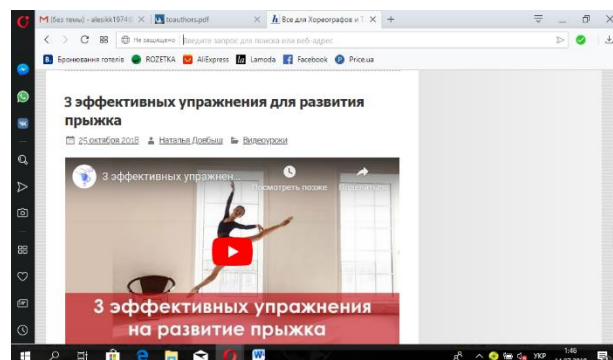 M (без темы) - alesikk1974@
toauthors.pdf
Все для Хореографов и Т
Не защищено
Введите запрос для поиска или веб-адрес
Бронювання готелів
ROZETKA
AliExpress
Lamoda
Facebook
Price.ua
3 эффективных упражнения для развития
прыжка
25 октября 2018
Наталья Довбыш
Видеоуроки
3 эффективных упражнен...
Посмотреть позже
Поделиться
3 эффективных упражнения
на развитие прыжка
УКР
1:46